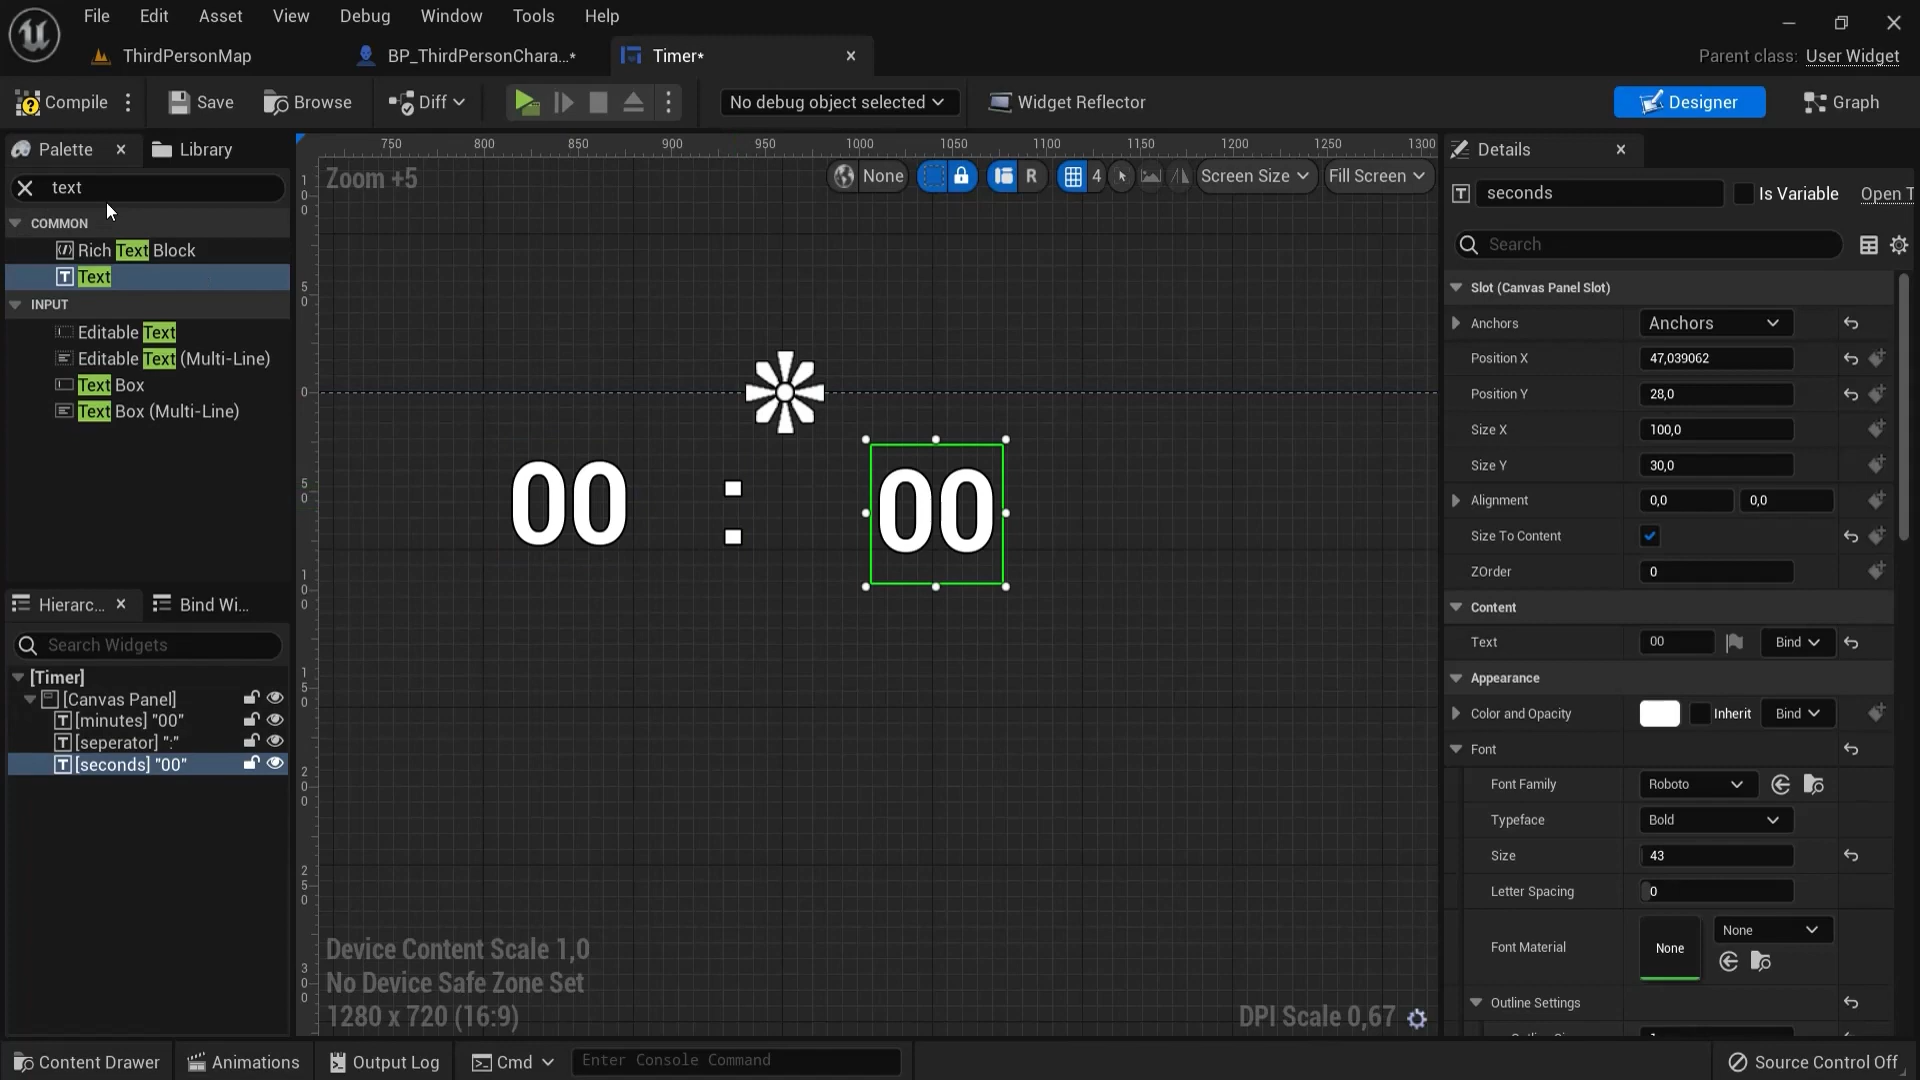 File Edit Asset View Debug Window Tools Help
ThirdPersonMap BP_ThirdPersonChara...* Timer* Parent class: User Widget
Compile Save Browse Diff No debug object selected Widget Reflector Designer Graph
Palette Library
text
COMMON
Rich Text Block
Text
INPUT
Editable Text
Editable Text (Multi-Line)
Text Box
Text Box (Multi-Line)
Hierarc... Bind Wi...
Search Widgets
[Timer]
[Canvas Panel]
[minutes] "00"
[seperator] ":"
[seconds] "00"
750 800 850 900 950 1000 1050 1100 1150 1200 1250 1300
Zoom +5 None R 4 Screen Size Fill Screen
00 : 00
Device Content Scale 1,0
No Device Safe Zone Set
1280 x 720 (16:9) DPI Scale 0,67
Details
seconds Is Variable Open T
Search
Slot (Canvas Panel Slot)
Anchors Anchors
Position X 47,039062
Position Y 28,0
Size X 100,0
Size Y 30,0
Alignment 0,0 0,0
Size To Content
ZOrder 0
Content
Text 00 Bind
Appearance
Color and Opacity Inherit Bind
Font
Font Family Roboto
Typeface Bold
Size 43
Letter Spacing 0
Font Material None None
Outline Settings
Content Drawer Animations Output Log Cmd Enter Console Command Source Control Off